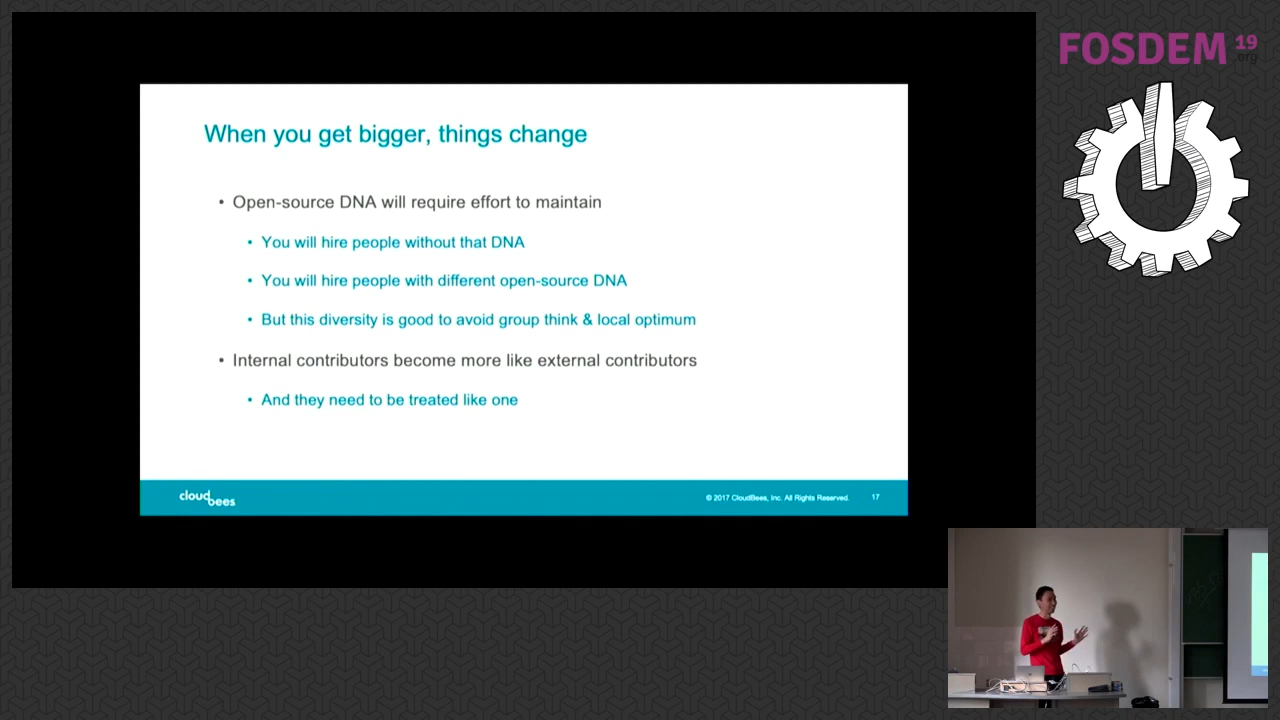 FOSDEM 19
.org
When you get bigger, things change
• Open-source DNA will require effort to maintain
• You will hire people without that DNA
• You will hire people with different open-source DNA
• But this diversity is good to avoid group think & local optimum
• Internal contributors become more like external contributors
• And they need to be treated like one
cloudbees
© 2017 CloudBees, Inc. All Rights Reserved.
17